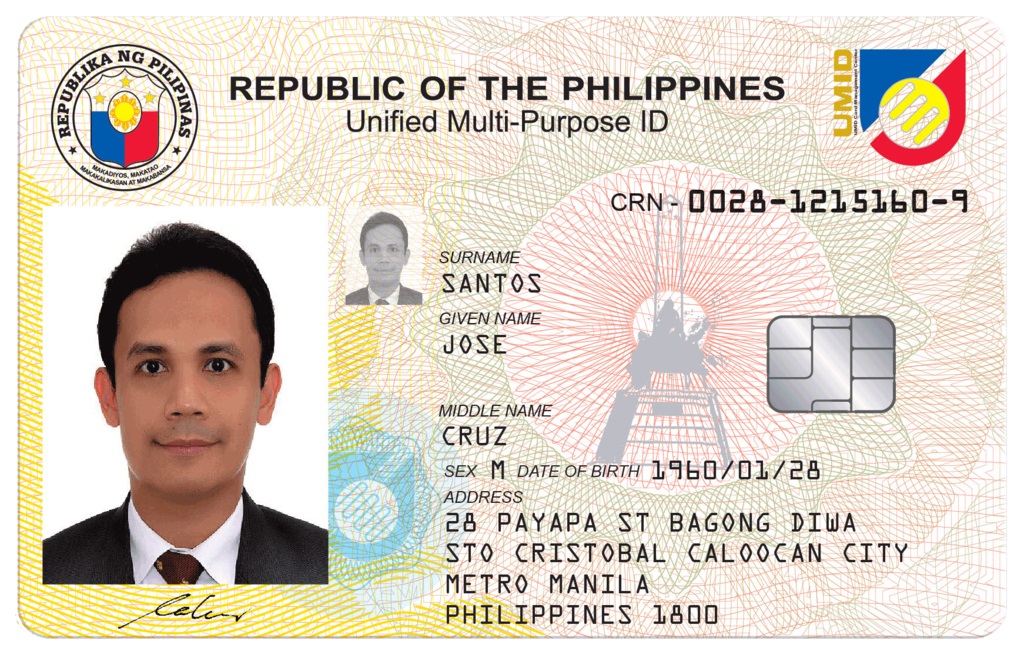 REPUBLIKA NG PILIPINAS
MAKADIYOS, MAKATAO
MAKAKALIKASAN AT MAKABANSA
REPUBLIC OF THE PHILIPPINES
Unified Multi-Purpose ID
UMID
CRN - 0028-1215160-9
SURNAME
SANTOS
GIVEN NAME
JOSE
MIDDLE NAME
CRUZ
SEX M DATE OF BIRTH 1960/01/28
ADDRESS
28 PAYAPA ST BAGONG DIWA
STO CRISTOBAL CALOOCAN CITY
METRO MANILA
PHILIPPINES 1800